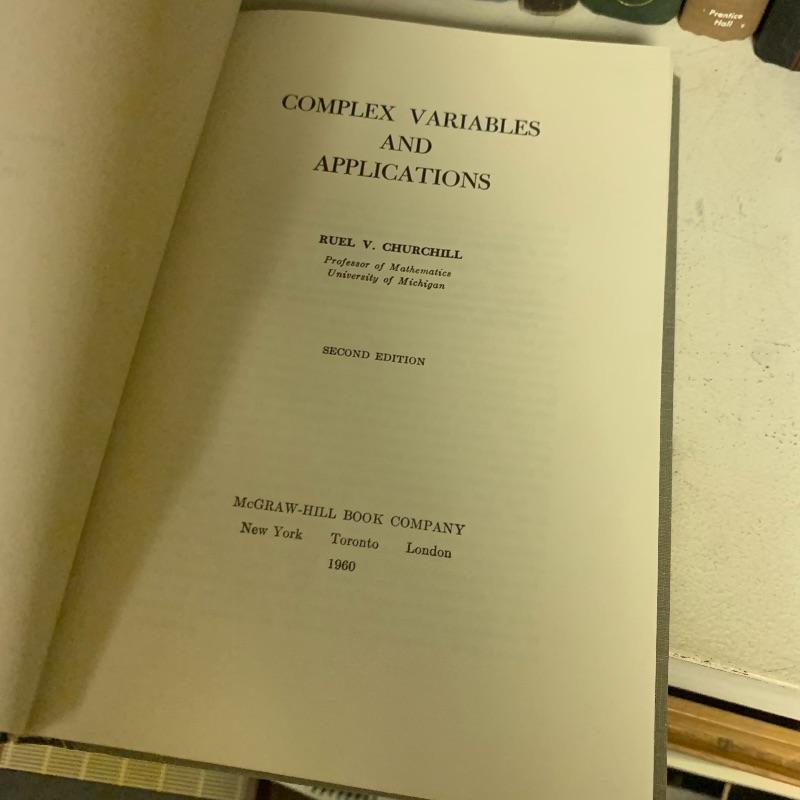 COMPLEX VARIABLES
AND
APPLICATIONS
RUEL V. CHURCHILL
Professor of Mathematics
University of Michigan
SECOND EDITION
McGRAW-HILL BOOK COMPANY
New York Toronto London
1960
Prentice
Hall